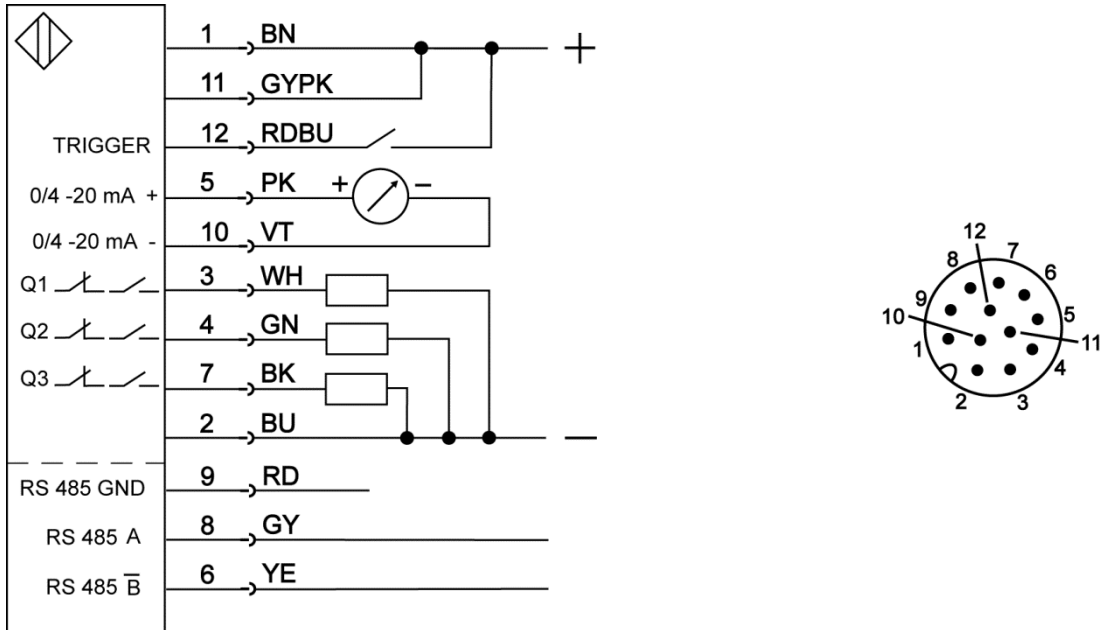 1 BN +
11 GYPK
TRIGGER 12 RDBU
0/4 -20 mA + 5 PK + −
0/4 -20 mA - 10 VT
Q1 3 WH
Q2 4 GN
Q3 7 BK
2 BU −
RS 485 GND 9 RD
RS 485 A 8 GY
RS 485 B̅ 6 YE
12 7
8 6
9 5
10 11
1 4
2 3